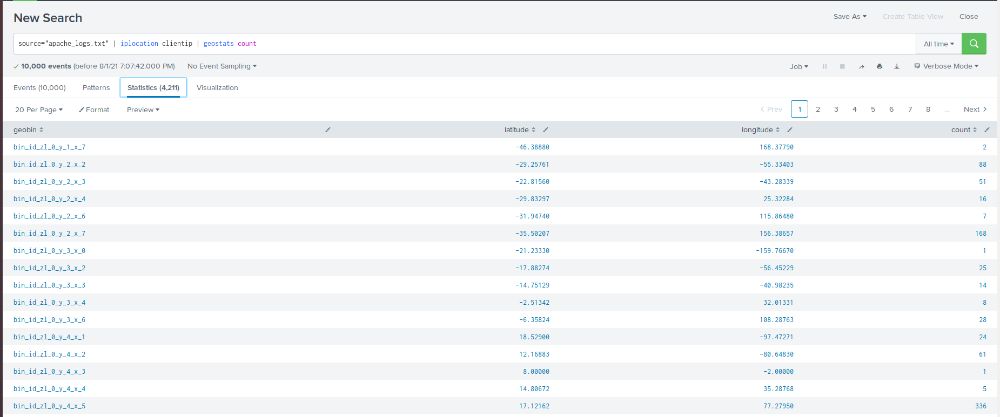 New Search
Save As Create Table View Close
source="apache_logs.txt" | iplocation clientip | geostats count
All time
10,000 events (before 8/1/21 7:07:42.000 PM) No Event Sampling
Job Verbose Mode
Events (10,000) Patterns Statistics (4,211) Visualization
20 Per Page Format Preview
< Prev 1 2 3 4 5 6 7 8 ... Next >
geobin latitude longitude count
bin_id_zl_0_y_1_x_7 -46.38880 168.37790 2
bin_id_zl_0_y_2_x_2 -29.25761 -55.33403 88
bin_id_zl_0_y_2_x_3 -22.81560 -43.28339 51
bin_id_zl_0_y_2_x_4 -29.83297 25.32284 16
bin_id_zl_0_y_2_x_6 -31.94740 115.86480 7
bin_id_zl_0_y_2_x_7 -35.50207 156.38657 168
bin_id_zl_0_y_3_x_0 -21.23330 -159.76670 1
bin_id_zl_0_y_3_x_2 -17.88274 -56.45229 25
bin_id_zl_0_y_3_x_3 -14.75129 -40.98235 14
bin_id_zl_0_y_3_x_4 -2.51342 32.01331 8
bin_id_zl_0_y_3_x_6 -6.35824 108.28763 28
bin_id_zl_0_y_4_x_1 18.52900 -97.47271 24
bin_id_zl_0_y_4_x_2 12.16883 -80.64830 61
bin_id_zl_0_y_4_x_3 8.00000 -2.00000 1
bin_id_zl_0_y_4_x_4 14.80672 35.28768 5
bin_id_zl_0_y_4_x_5 17.12162 77.27950 336